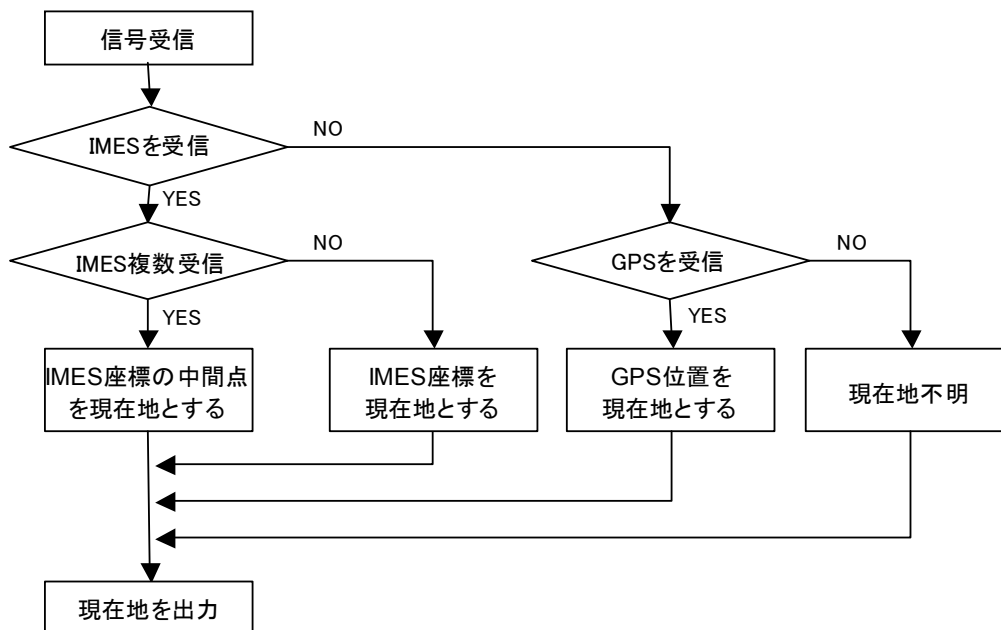 信号受信
IMESを受信
NO
YES
IMES複数受信
NO
GPSを受信
NO
YES
YES
IMES座標の中間点
を現在地とする
IMES座標を
現在地とする
GPS位置を
現在地とする
現在地不明
現在地を出力